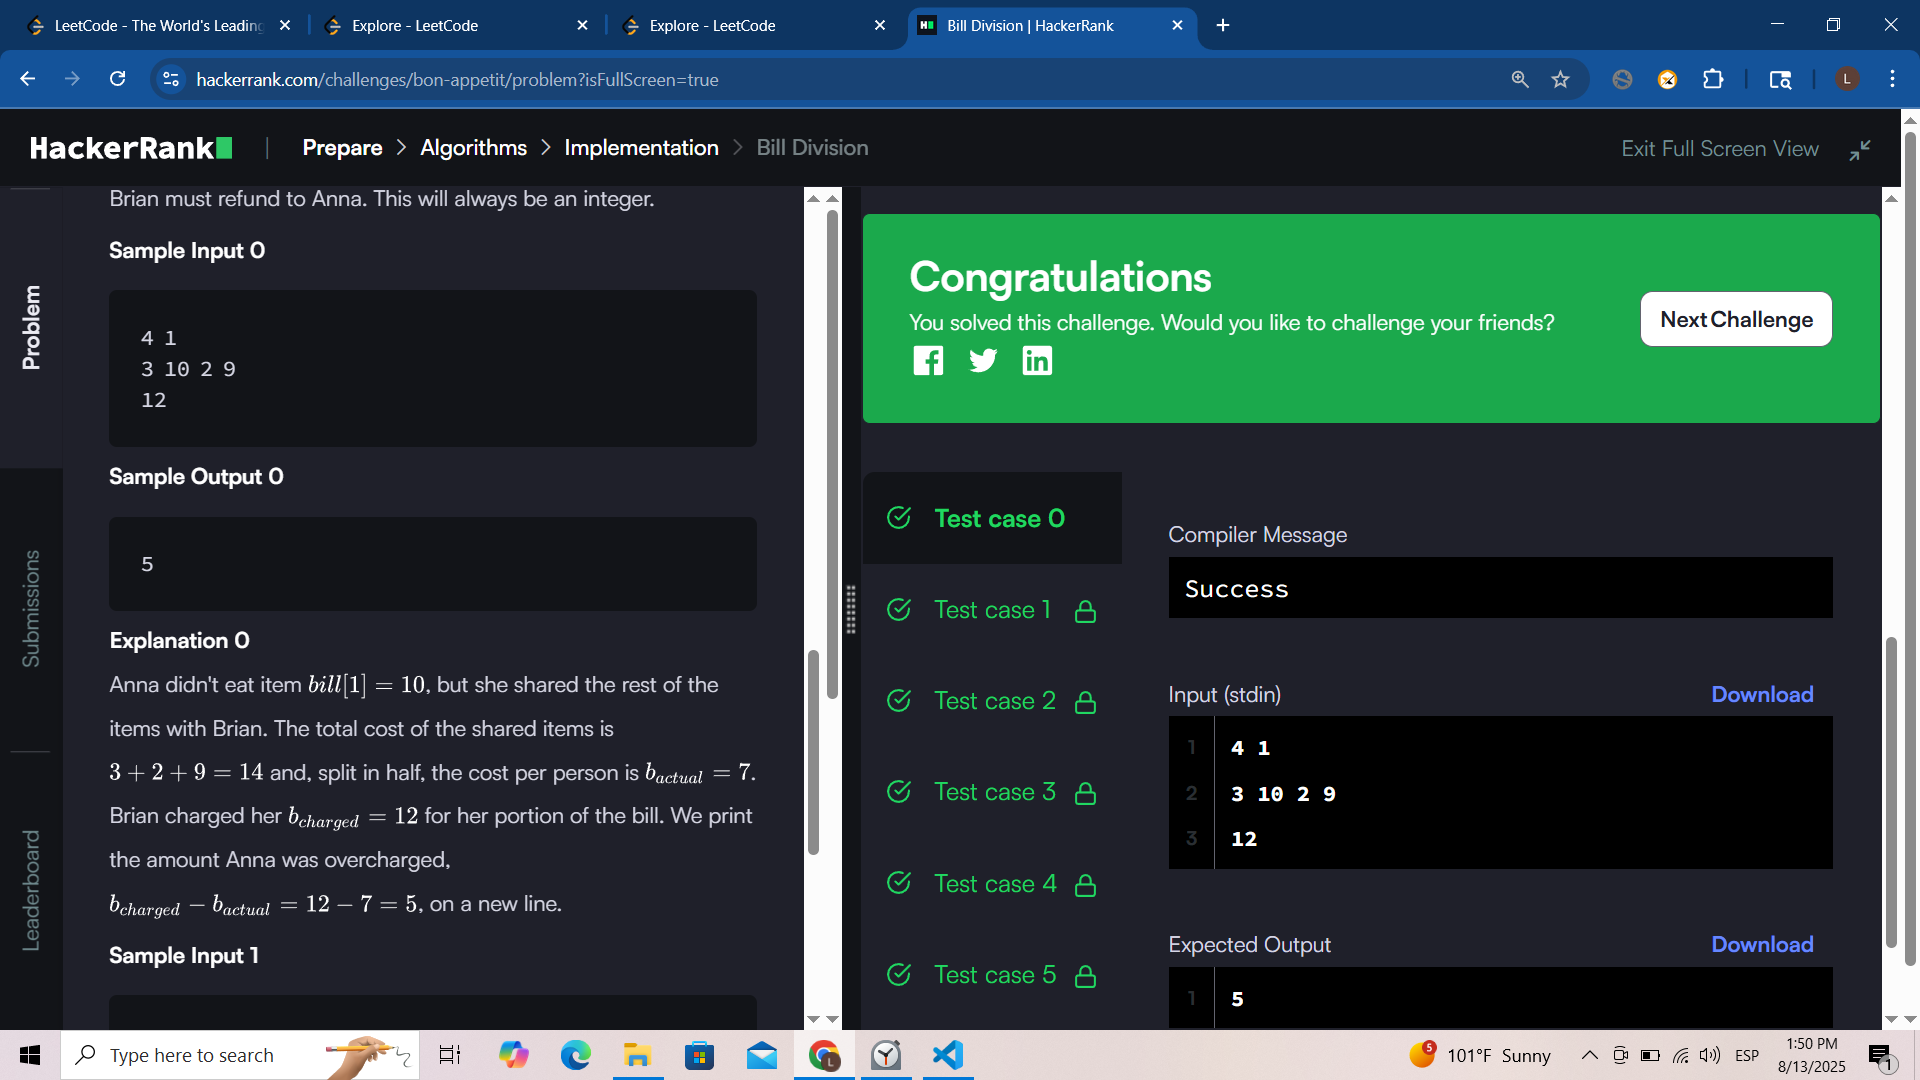 LeetCode - The World's Leading
Explore - LeetCode
Explore - LeetCode
Bill Division | HackerRank
hackerrank.com/challenges/bon-appetit/problem?isFullScreen=true
L
HackerRank
Prepare > Algorithms > Implementation > Bill Division
Exit Full Screen View
Problem
Submissions
Leaderboard
Brian must refund to Anna. This will always be an integer.
Sample Input 0
4 1
3 10 2 9
12
Sample Output 0
5
Explanation 0
Anna didn't eat item bill[1] = 10, but she shared the rest of the
items with Brian. The total cost of the shared items is
3 + 2 + 9 = 14 and, split in half, the cost per person is b_actual = 7.
Brian charged her b_charged = 12 for her portion of the bill. We print
the amount Anna was overcharged,
b_charged − b_actual = 12 − 7 = 5, on a new line.
Sample Input 1
Congratulations
You solved this challenge. Would you like to challenge your friends?
Next Challenge
Test case 0
Test case 1
Test case 2
Test case 3
Test case 4
Test case 5
Compiler Message
Success
Input (stdin)
Download
1 4 1
2 3 10 2 9
3 12
Expected Output
Download
1 5
Type here to search
L
5
101°F Sunny
ESP
1:50 PM
8/13/2025
1